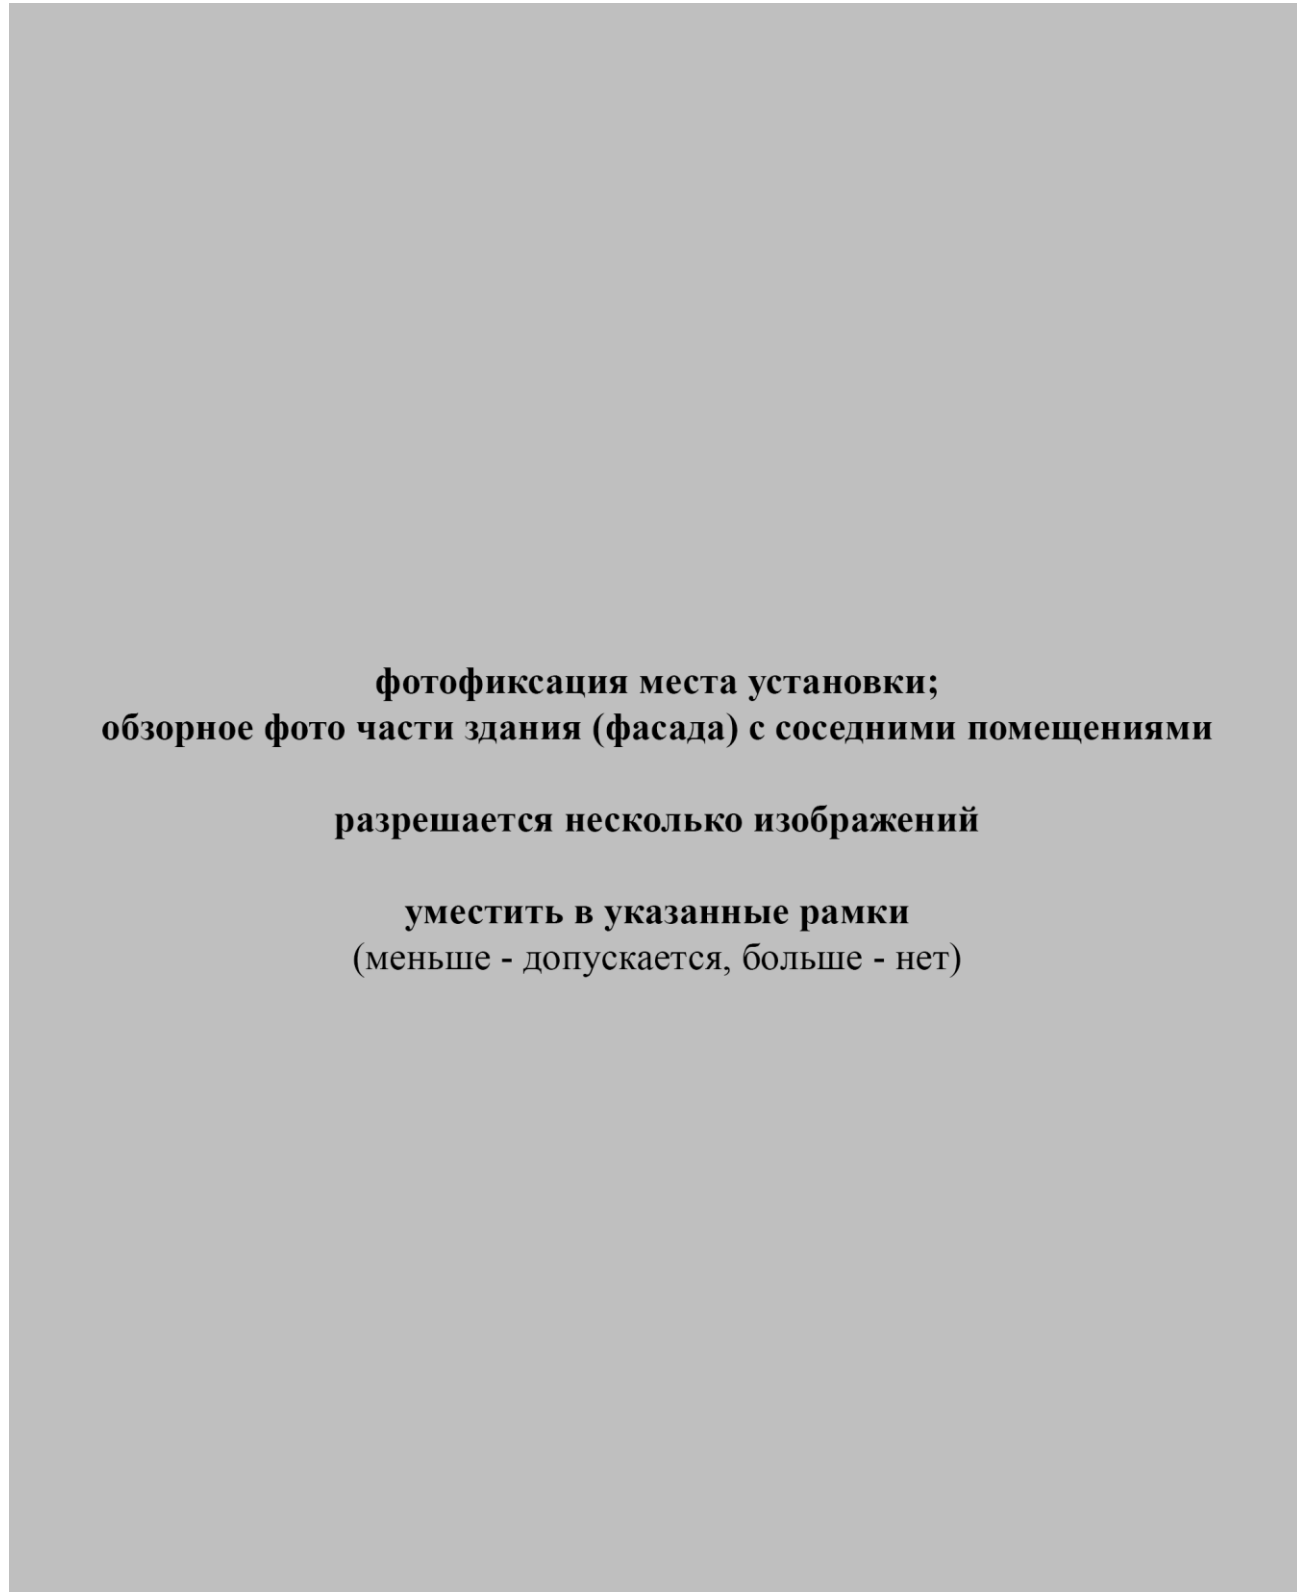 фотофиксация места установки;
обзорное фото части здания (фасада) с соседними помещениями
разрешается несколько изображений
уместить в указанные рамки
(меньше - допускается, больше - нет)